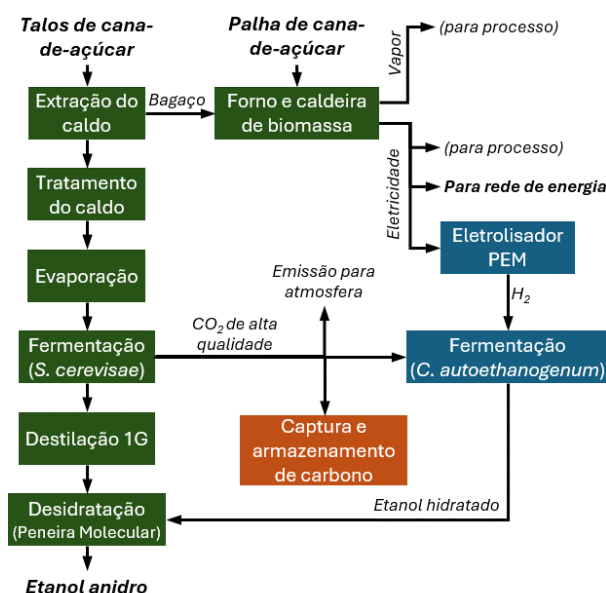 Talos de cana-
de-açúcar
Palha de cana-
de-açúcar
Vapor
(para processo)
Extração do
caldo
Bagaço
Forno e caldeira
de biomassa
Eletricidade
(para processo)
Para rede de energia
Tratamento
do caldo
Eletrolisador
PEM
Evaporação
Emissão para
atmosfera
H2
CO2 de alta
qualidade
Fermentação
(S. cerevisae)
Fermentação
(C. autoethanogenum)
Destilação 1G
Captura e
armazenamento
de carbono
Desidratação
(Peneira Molecular)
Etanol hidratado
Etanol anidro